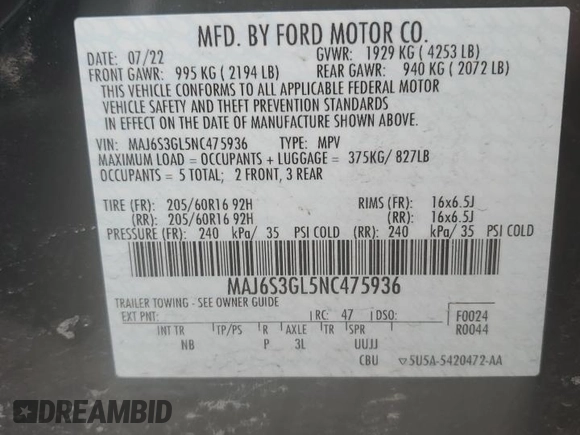 MFD. BY FORD MOTOR CO.
DATE: 07/22 GVWR: 1929 KG ( 4253 LB)
FRONT GAWR: 995 KG ( 2194 LB) REAR GAWR: 940 KG ( 2072 LB)
THIS VEHICLE CONFORMS TO ALL APPLICABLE FEDERAL MOTOR
VEHICLE SAFETY AND THEFT PREVENTION STANDARDS
IN EFFECT ON THE DATE OF MANUFACTURE SHOWN ABOVE.
VIN: MAJ6S3GL5NC475936 TYPE: MPV
MAXIMUM LOAD = OCCUPANTS + LUGGAGE = 375KG/ 827LB
OCCUPANTS = 5 TOTAL; 2 FRONT, 3 REAR
TIRE (FR): 205/60R16 92H RIMS (FR): 16x6.5J
(RR): 205/60R16 92H (RR): 16x6.5J
PRESSURE (FR): 240 kPa/ 35 PSI COLD (RR): 240 kPa/ 35 PSI COLD
MAJ6S3GL5NC475936
TRAILER TOWING - SEE OWNER GUIDE
EXT PNT: RC: 47 DSO: F0024
INT TR TP/PS R AXLE TR SPR R0044
NB P 3L UUJJ
CBU 5U5A-5420472-AA
DREAMBID